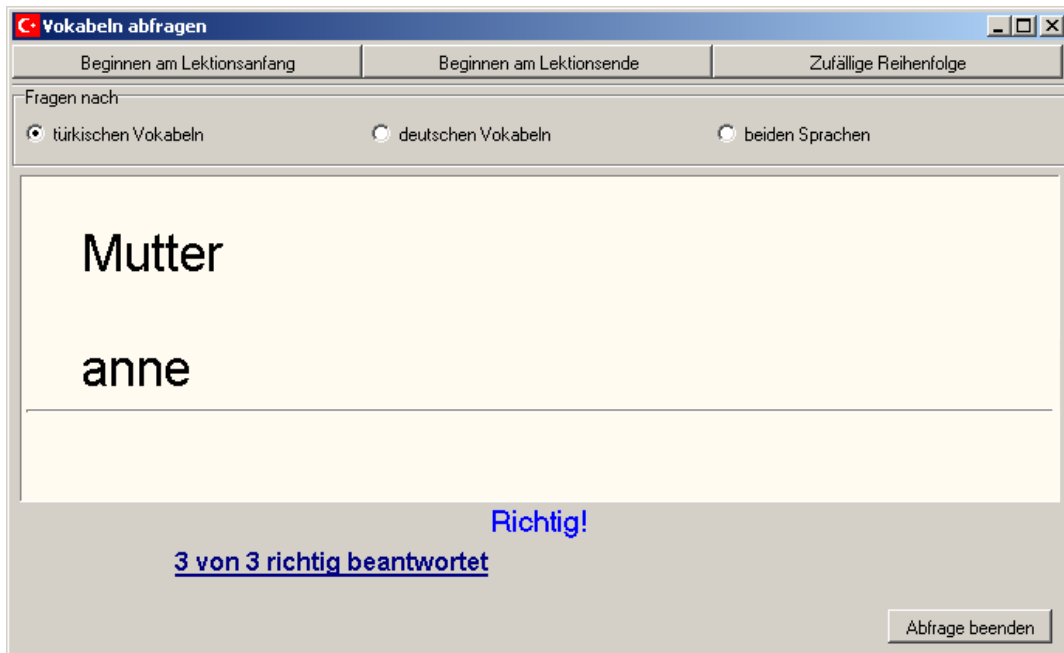 Vokabeln abfragen
Beginnen am Lektionsanfang Beginnen am Lektionsende Zufällige Reihenfolge
Fragen nach
türkischen Vokabeln deutschen Vokabeln beiden Sprachen
Mutter
anne
Richtig!
3 von 3 richtig beantwortet
Abfrage beenden